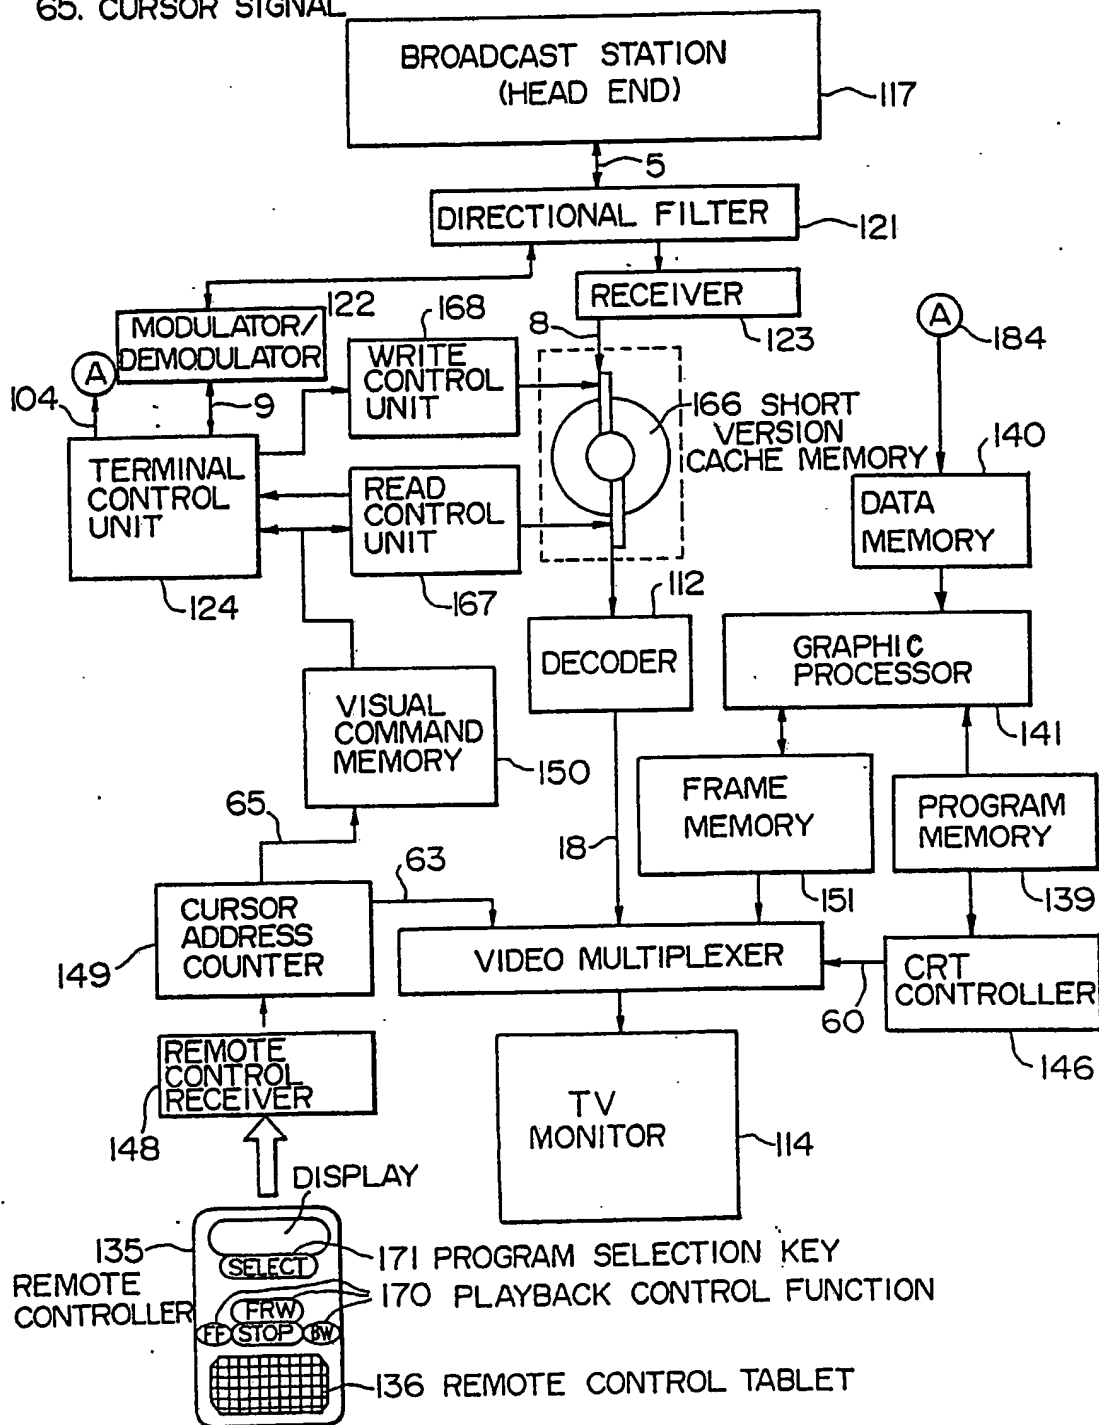 65. CURSOR SIGNAL
BROADCAST STATION
(HEAD END)
117
5
DIRECTIONAL FILTER
121
122
MODULATOR/
DEMODULATOR
168
WRITE
CONTROL
UNIT
RECEIVER
8
123
A
184
A
104
9
166 SHORT
VERSION
CACHE MEMORY
140
TERMINAL
CONTROL
UNIT
READ
CONTROL
UNIT
DATA
MEMORY
124
167
112
DECODER
GRAPHIC
PROCESSOR
141
VISUAL
COMMAND
MEMORY
150
FRAME
MEMORY
151
PROGRAM
MEMORY
139
65
63
18
CURSOR
ADDRESS
COUNTER
149
VIDEO MULTIPLEXER
60
CRT
CONTROLLER
146
REMOTE
CONTROL
RECEIVER
148
TV
MONITOR
114
DISPLAY
135
REMOTE
CONTROLLER
SELECT
171 PROGRAM SELECTION KEY
FRW
170 PLAYBACK CONTROL FUNCTION
FF STOP BW
136 REMOTE CONTROL TABLET